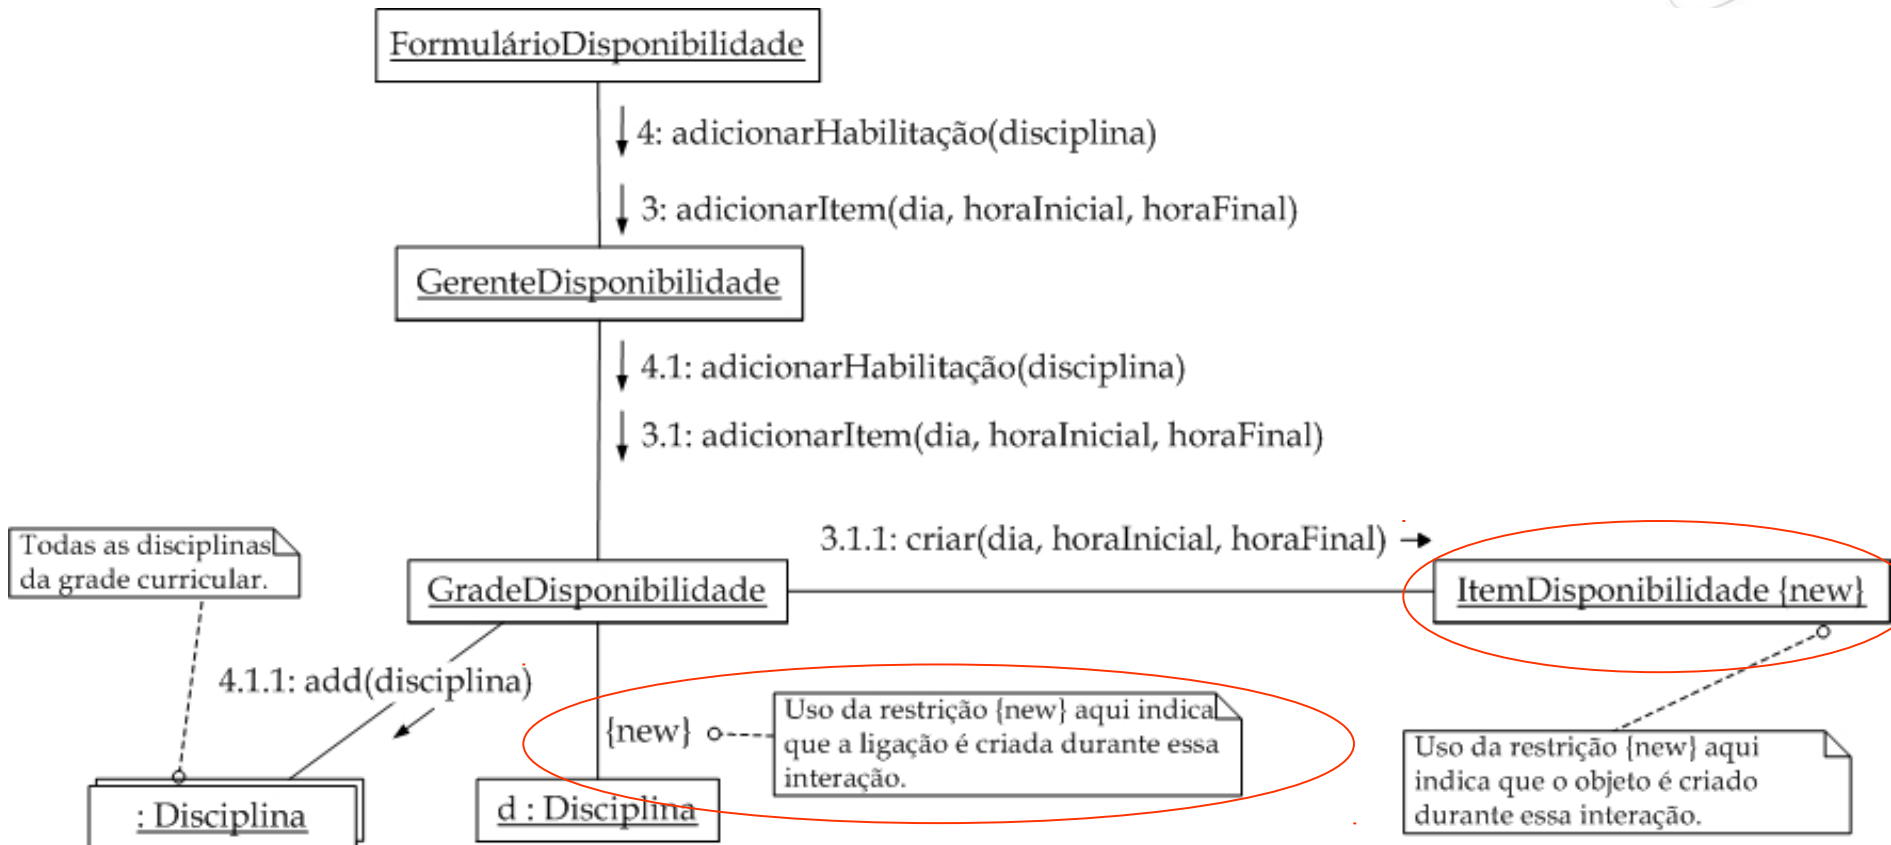 FormulárioDisponibilidade
4: adicionarHabilitação(disciplina)
3: adicionarItem(dia, horaInicial, horaFinal)
GerenteDisponibilidade
4.1: adicionarHabilitação(disciplina)
3.1: adicionarItem(dia, horaInicial, horaFinal)
Todas as disciplinas
da grade curricular.
3.1.1: criar(dia, horaInicial, horaFinal)
GradeDisponibilidade
ItemDisponibilidade {new}
4.1.1: add(disciplina)
{new}
Uso da restrição {new} aqui indica
que a ligação é criada durante essa
interação.
Uso da restrição {new} aqui
indica que o objeto é criado
durante essa interação.
: Disciplina
d : Disciplina